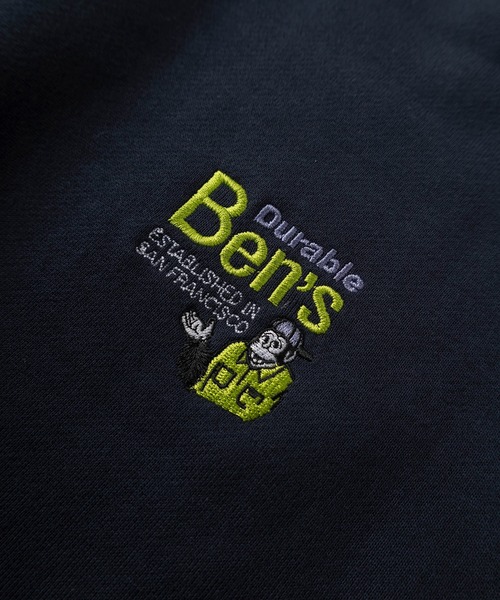 Durable
Ben's
ESTABLISHED IN
SAN FRANCISCO